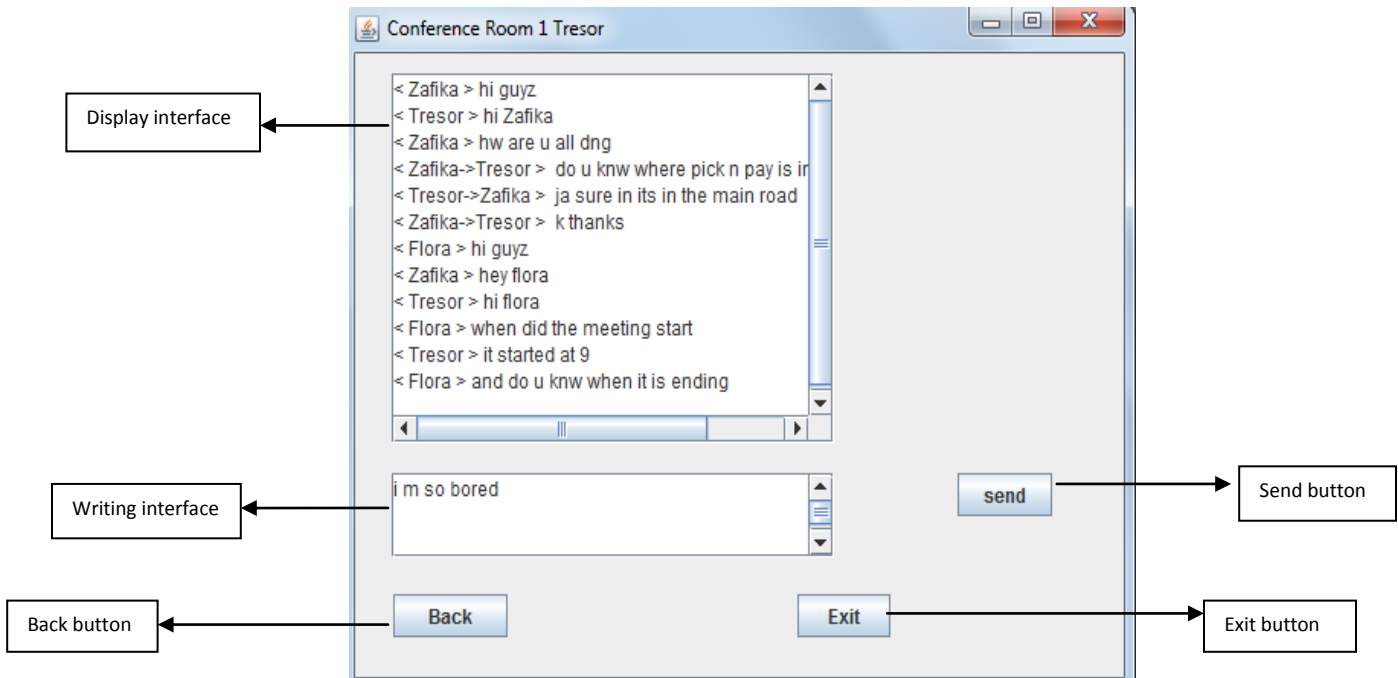 Conference Room 1 Tresor
< Zafika > hi guyz
< Tresor > hi Zafika
< Zafika > hw are u all dng
< Zafika->Tresor >  do u knw where pick n pay is in
< Tresor->Zafika >  ja sure in its in the main road
< Zafika->Tresor >  k thanks
< Flora > hi guyz
< Zafika > hey flora
< Tresor > hi flora
< Flora > when did the meeting start
< Tresor > it started at 9
< Flora > and do u knw when it is ending
Display interface
i m so bored
send
Writing interface
Send button
Back
Exit
Back button
Exit button